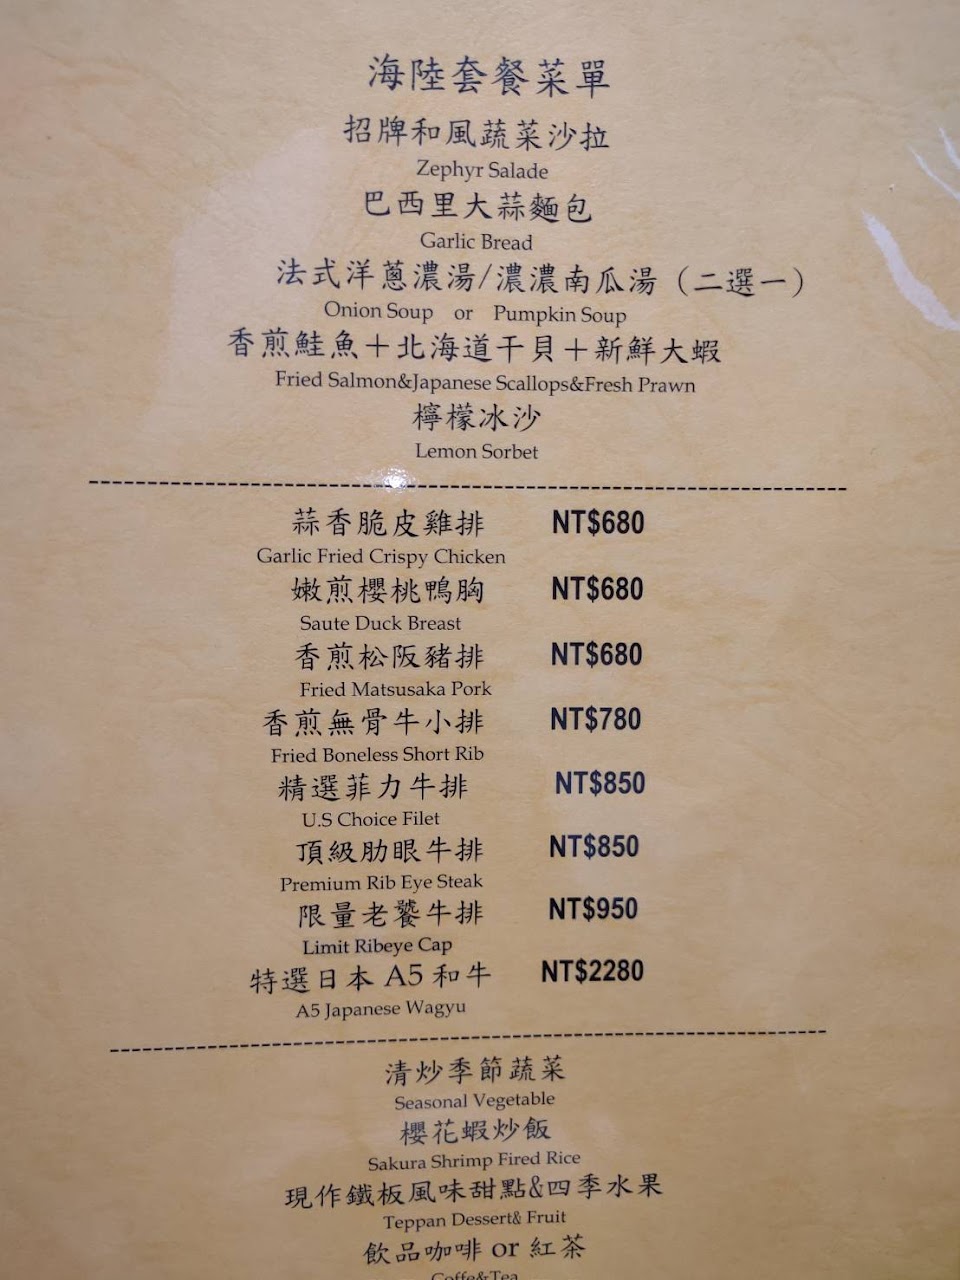 海陸套餐菜單
招牌和風蔬菜沙拉
Zephyr Salade
巴西里大蒜麵包
Garlic Bread
法式洋蔥濃湯/濃濃南瓜湯（二選一）
Onion Soup or Pumpkin Soup
香煎鮭魚＋北海道干貝＋新鮮大蝦
Fried Salmon&Japanese Scallops&Fresh Prawn
檸檬冰沙
Lemon Sorbet
蒜香脆皮雞排 NT$680
Garlic Fried Crispy Chicken
嫩煎櫻桃鴨胸 NT$680
Saute Duck Breast
香煎松阪豬排 NT$680
Fried Matsusaka Pork
香煎無骨牛小排 NT$780
Fried Boneless Short Rib
精選菲力牛排 NT$850
U.S Choice Filet
頂級肋眼牛排 NT$850
Premium Rib Eye Steak
限量老饕牛排 NT$950
Limit Ribeye Cap
特選日本 A5 和牛 NT$2280
A5 Japanese Wagyu
清炒季節蔬菜
Seasonal Vegetable
櫻花蝦炒飯
Sakura Shrimp Fired Rice
現作鐵板風味甜點&四季水果
Teppan Dessert& Fruit
飲品咖啡 or 紅茶
Coffe&Tea